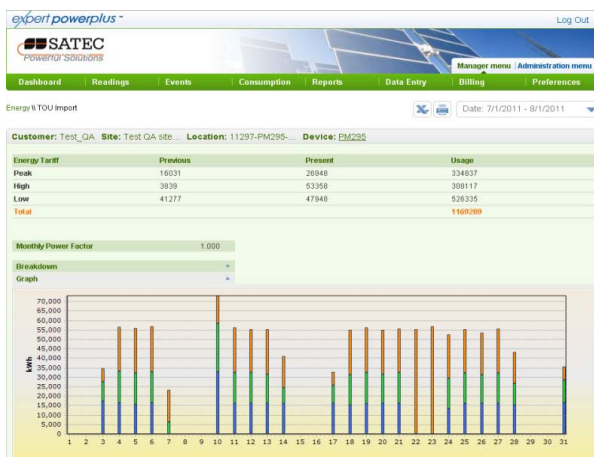 expert powerplus ™
Log Out
SATEC
Powerful Solutions
Manager menu | Administration menu
Dashboard Readings Events Consumption Reports Data Entry Billing Preferences
Energy \\ TOU Import
Date: 7/1/2011 - 8/1/2011
Customer: Test_QA Site: Test QA site... Location: 11297-PM295-... Device: PM295
Energy Tariff Previous Present Usage
Peak 16031 26948 334837
High 3839 53358 308117
Low 41277 47948 526335
Total 1169289
Monthly Power Factor 1.000
Breakdown
Graph
70,000
65,000
60,000
55,000
50,000
45,000
40,000
35,000
30,000
25,000
20,000
15,000
10,000
5,000
0
kWh
1 2 3 4 5 6 7 8 9 10 11 12 13 14 15 16 17 18 19 20 21 22 23 24 25 26 27 28 29 30 31